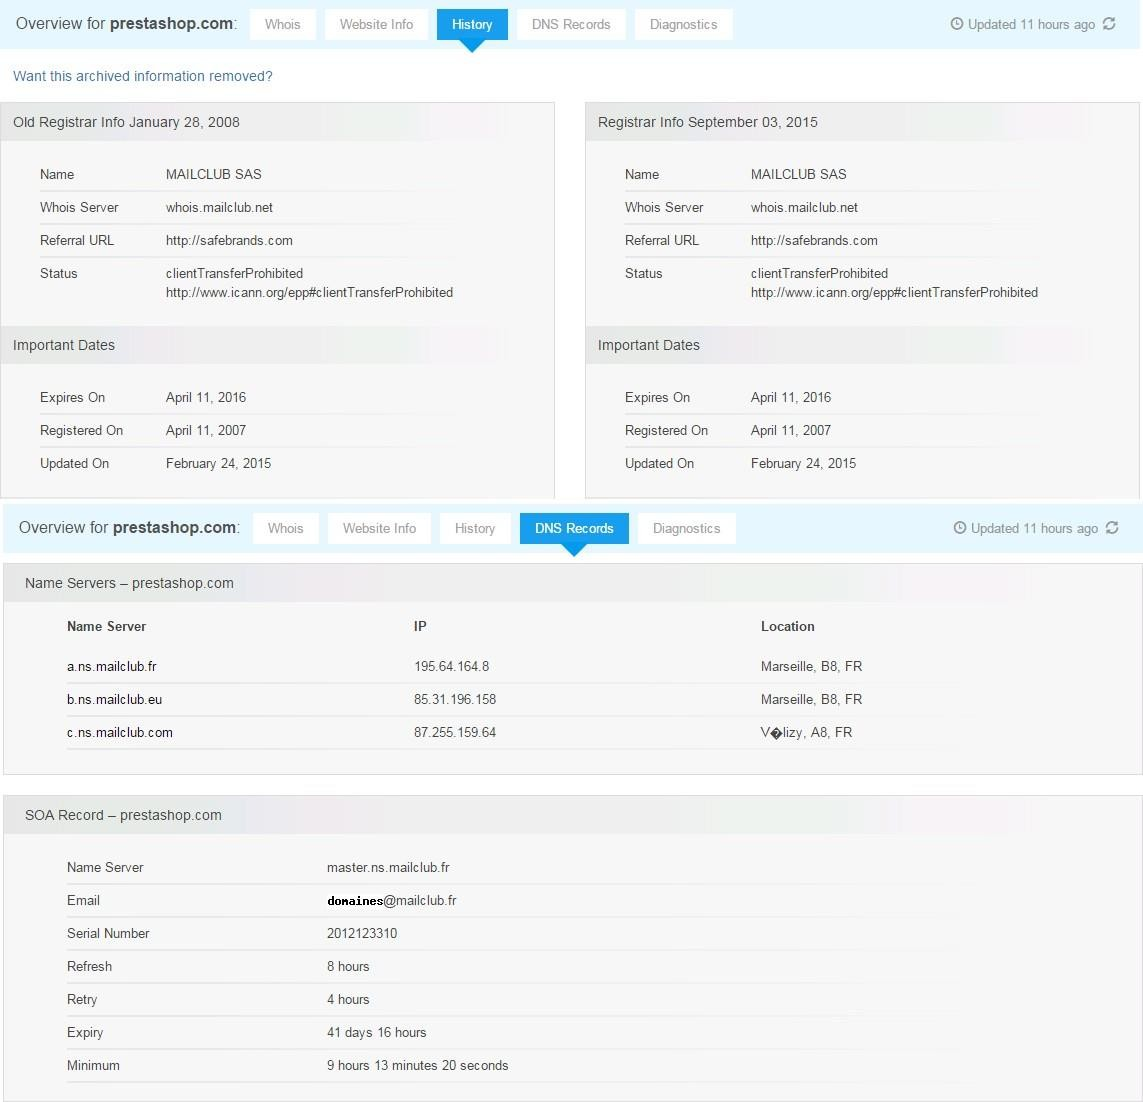 Overview for prestashop.com: Whois Website Info History DNS Records Diagnostics Updated 11 hours ago
Want this archived information removed?
Old Registrar Info January 28, 2008
Name MAILCLUB SAS
Whois Server whois.mailclub.net
Referral URL http://safebrands.com
Status clientTransferProhibited
http://www.icann.org/epp#clientTransferProhibited
Important Dates
Expires On April 11, 2016
Registered On April 11, 2007
Updated On February 24, 2015
Registrar Info September 03, 2015
Name MAILCLUB SAS
Whois Server whois.mailclub.net
Referral URL http://safebrands.com
Status clientTransferProhibited
http://www.icann.org/epp#clientTransferProhibited
Important Dates
Expires On April 11, 2016
Registered On April 11, 2007
Updated On February 24, 2015
Overview for prestashop.com: Whois Website Info History DNS Records Diagnostics Updated 11 hours ago
Name Servers – prestashop.com
Name Server IP Location
a.ns.mailclub.fr 195.64.164.8 Marseille, B8, FR
b.ns.mailclub.eu 85.31.196.158 Marseille, B8, FR
c.ns.mailclub.com 87.255.159.64 V�lizy, A8, FR
SOA Record – prestashop.com
Name Server master.ns.mailclub.fr
Email domaines@mailclub.fr
Serial Number 2012123310
Refresh 8 hours
Retry 4 hours
Expiry 41 days 16 hours
Minimum 9 hours 13 minutes 20 seconds